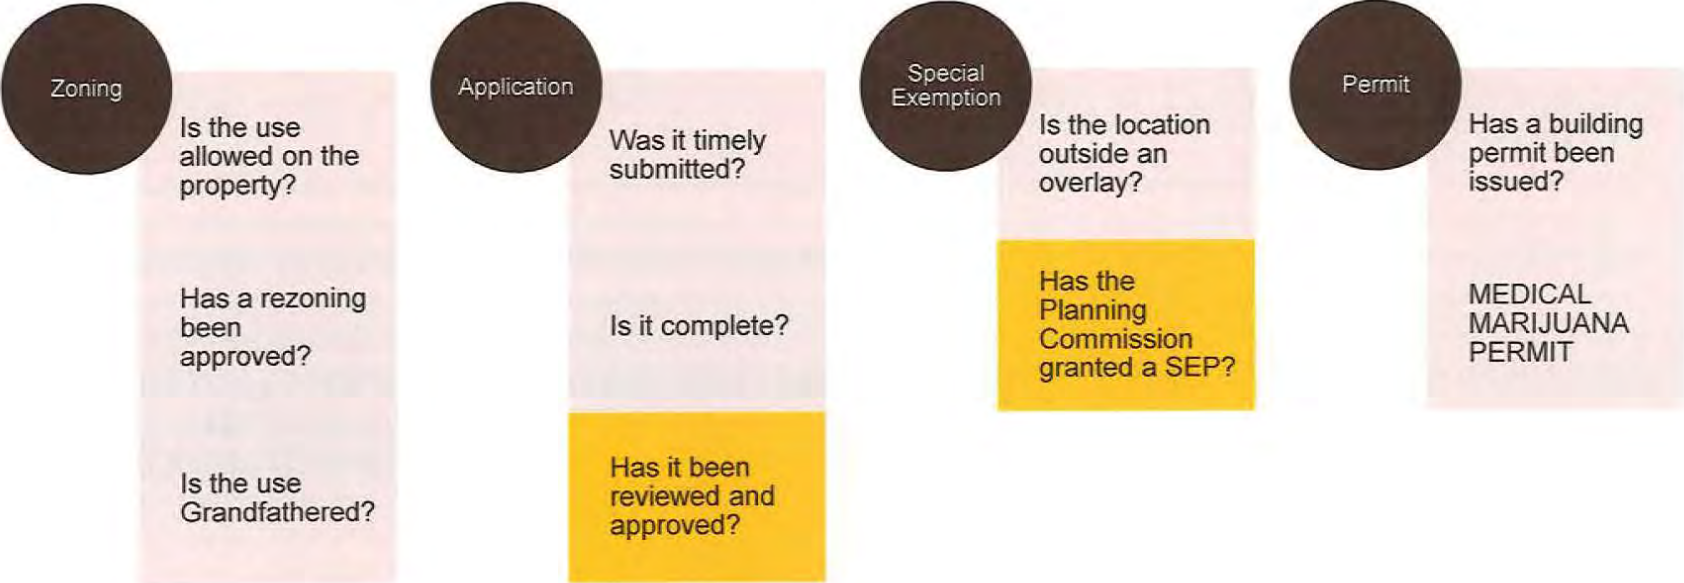 Zoning
Is the use
allowed on the
property?
Has a rezoning
been
approved?
Is the use
Grandfathered?
Application
Was it timely
submitted?
Is it complete?
Has it been
reviewed and
approved?
Special
Exemption
Is the location
outside an
overlay?
Has the
Planning
Commission
granted a SEP?
Permit
Has a building
permit been
issued?
MEDICAL
MARIJUANA
PERMIT